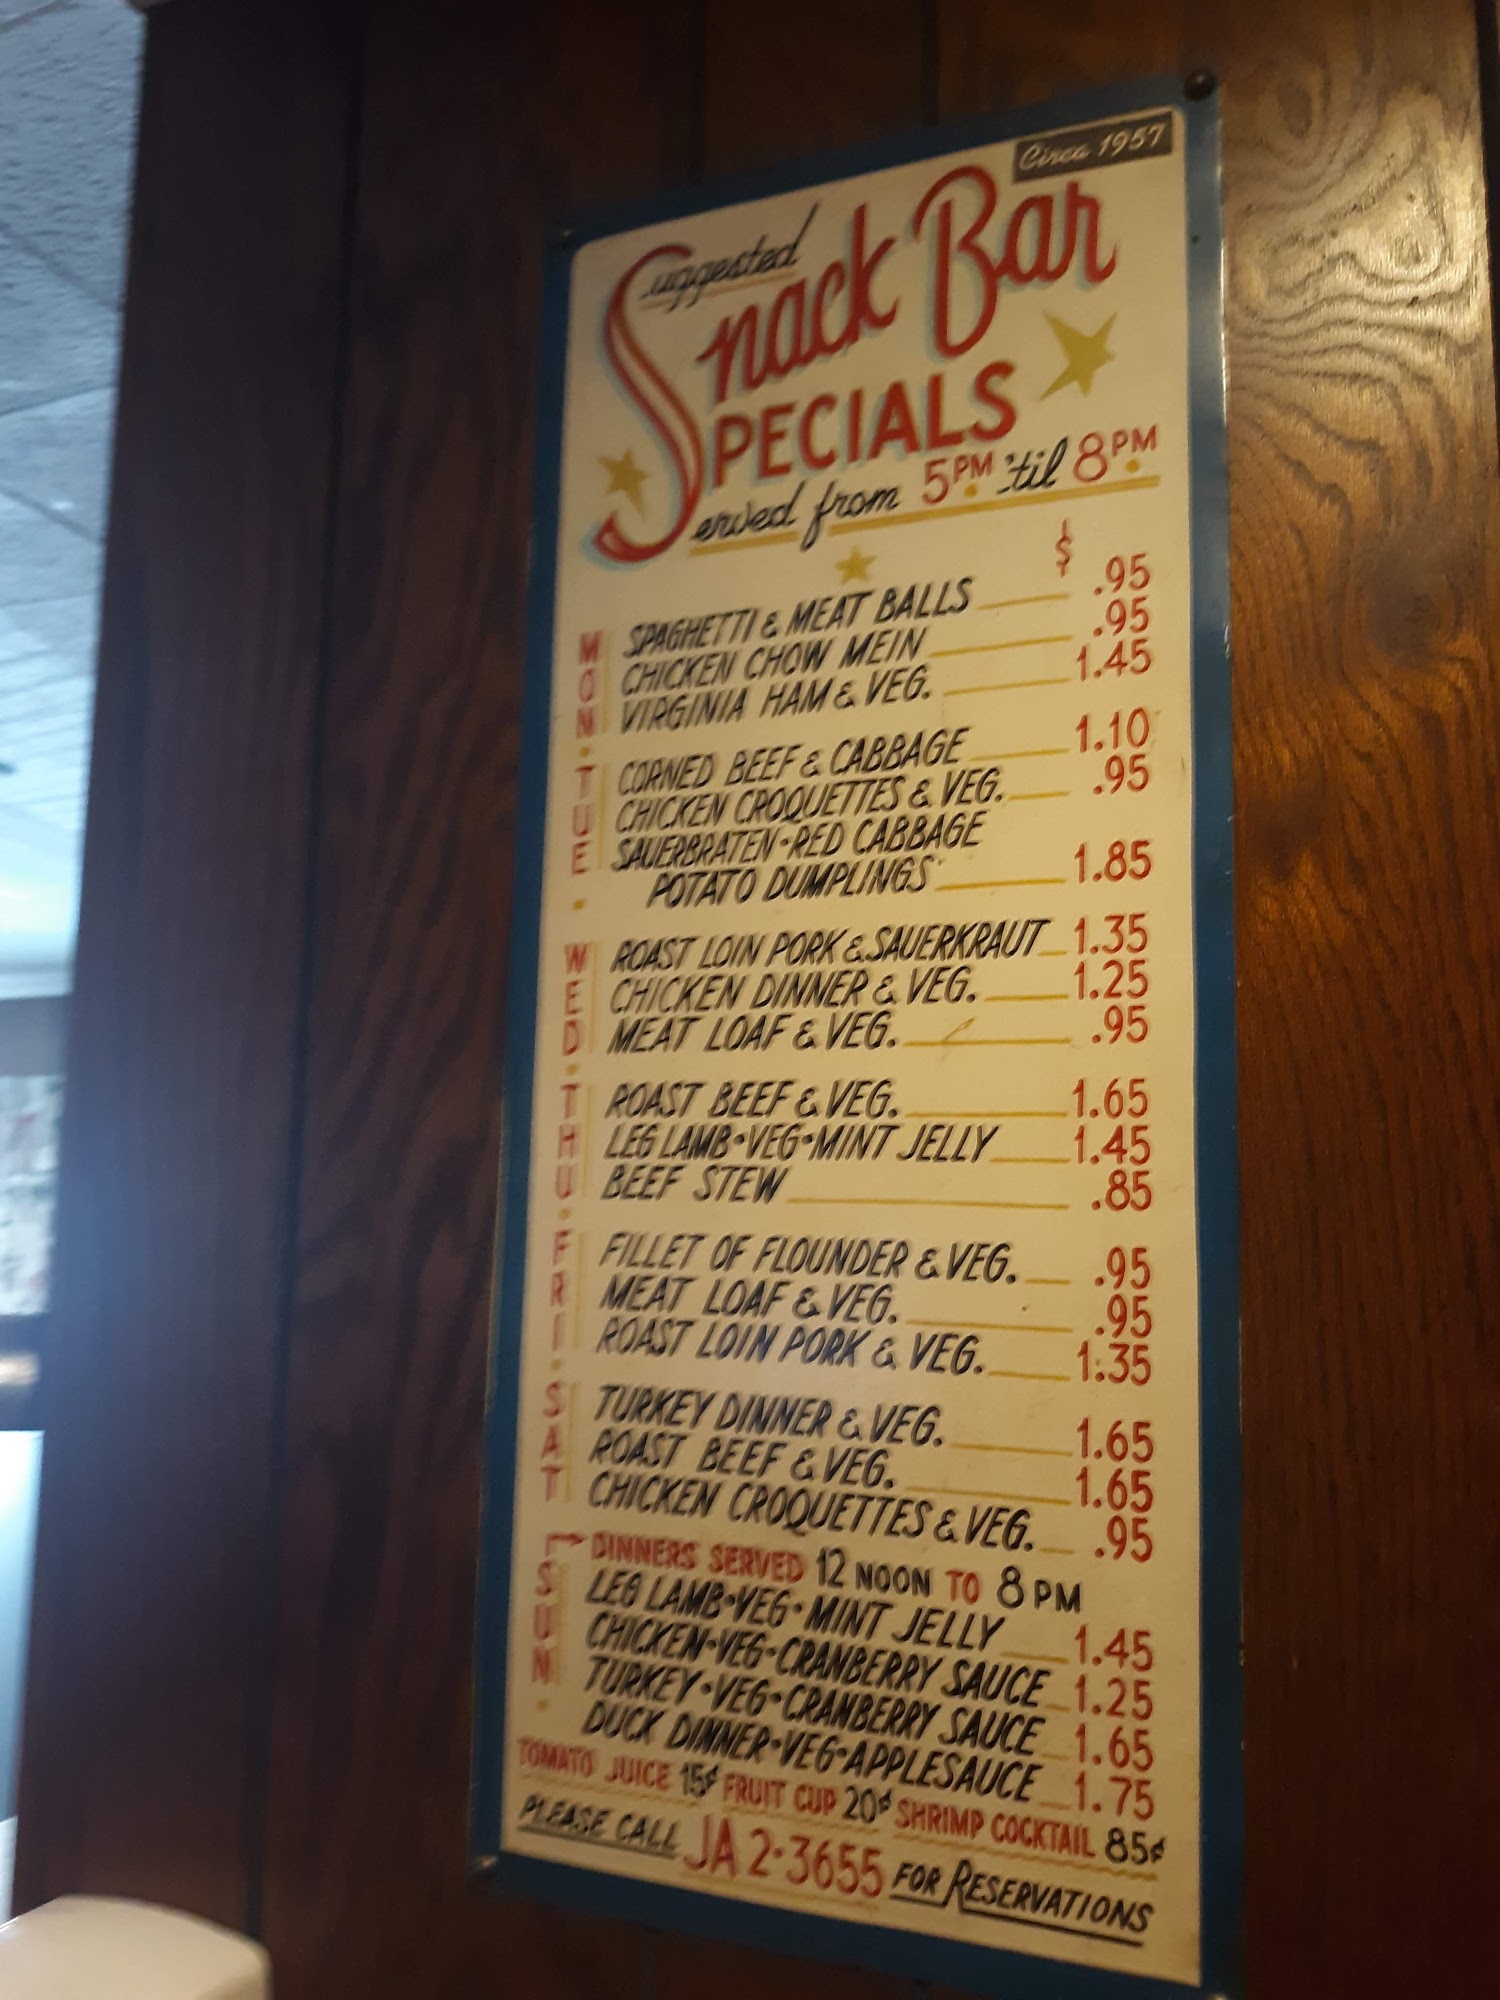 Circa 1957
Suggested
Snack Bar
SPECIALS
Served from 5PM. 'til 8PM.
$
MON · TUE · WED · THU · FRI · SAT
SPAGHETTI & MEAT BALLS .95
CHICKEN CHOW MEIN .95
VIRGINIA HAM & VEG. 1.45
CORNED BEEF & CABBAGE 1.10
CHICKEN CROQUETTES & VEG. .95
SAUERBRATEN·RED CABBAGE
POTATO DUMPLINGS 1.85
ROAST LOIN PORK & SAUERKRAUT 1.35
CHICKEN DINNER & VEG. 1.25
MEAT LOAF & VEG. .95
ROAST BEEF & VEG. 1.65
LEG LAMB·VEG·MINT JELLY 1.45
BEEF STEW .85
FILLET OF FLOUNDER & VEG. .95
MEAT LOAF & VEG. .95
ROAST LOIN PORK & VEG. 1.35
TURKEY DINNER & VEG. 1.65
ROAST BEEF & VEG. 1.65
CHICKEN CROQUETTES & VEG. .95
SUN.
DINNERS SERVED 12 NOON TO 8 PM
LEG LAMB·VEG·MINT JELLY 1.45
CHICKEN·VEG·CRANBERRY SAUCE 1.25
TURKEY·VEG·CRANBERRY SAUCE 1.65
DUCK DINNER·VEG·APPLESAUCE 1.75
TOMATO JUICE 15¢ FRUIT CUP 20¢ SHRIMP COCKTAIL 85¢
PLEASE CALL JA 2·3655 FOR RESERVATIONS